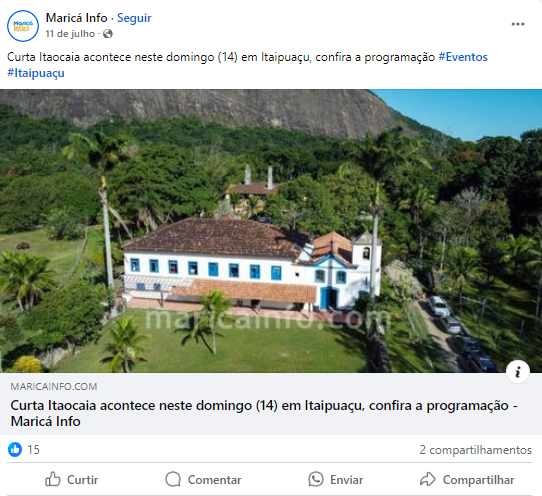 Maricá Info · Seguir
11 de julho ·
Curta Itaocaia acontece neste domingo (14) em Itaipuaçu, confira a programação #Eventos
#Itaipuaçu
maricainfo.com
MARICAINFO.COM
Curta Itaocaia acontece neste domingo (14) em Itaipuaçu, confira a programação -
Maricá Info
15
2 compartilhamentos
Curtir
Comentar
Enviar
Compartilhar